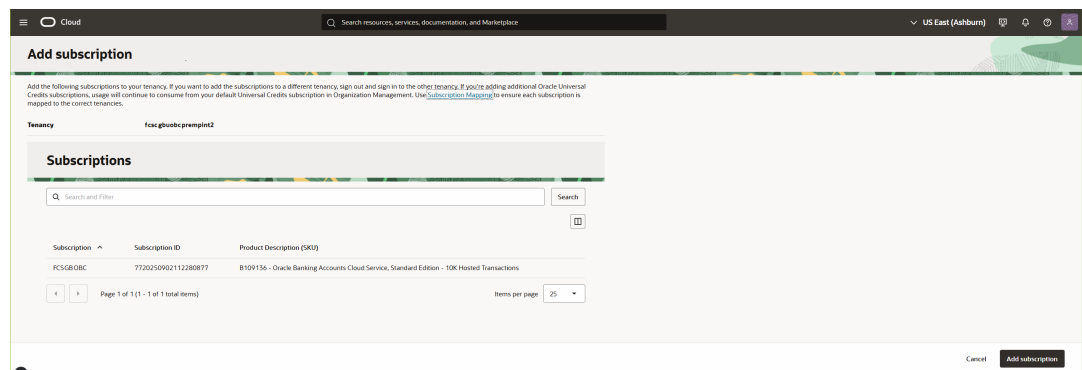 Cloud
Search resources, services, documentation, and Marketplace
US East (Ashburn)
Add subscription
Add the following subscriptions to your tenancy. If you want to add the subscriptions to a different tenancy, sign out and sign in to the other tenancy. If you're adding additional Oracle Universal
Credits subscriptions, usage will continue to consume from your default Universal Credits subscription in Organization Management. Use Subscription Mapping to ensure each subscription is
mapped to the correct tenancies.
Tenancy fcscgbuobcprempint2
Subscriptions
Search and Filter
Search
Subscription Subscription ID Product Description (SKU)
FCSGBOBC 7720250902112280877 B109136 - Oracle Banking Accounts Cloud Service, Standard Edition - 10K Hosted Transactions
Page 1 of 1 (1 - 1 of 1 total items) Items per page 25
Cancel Add subscription